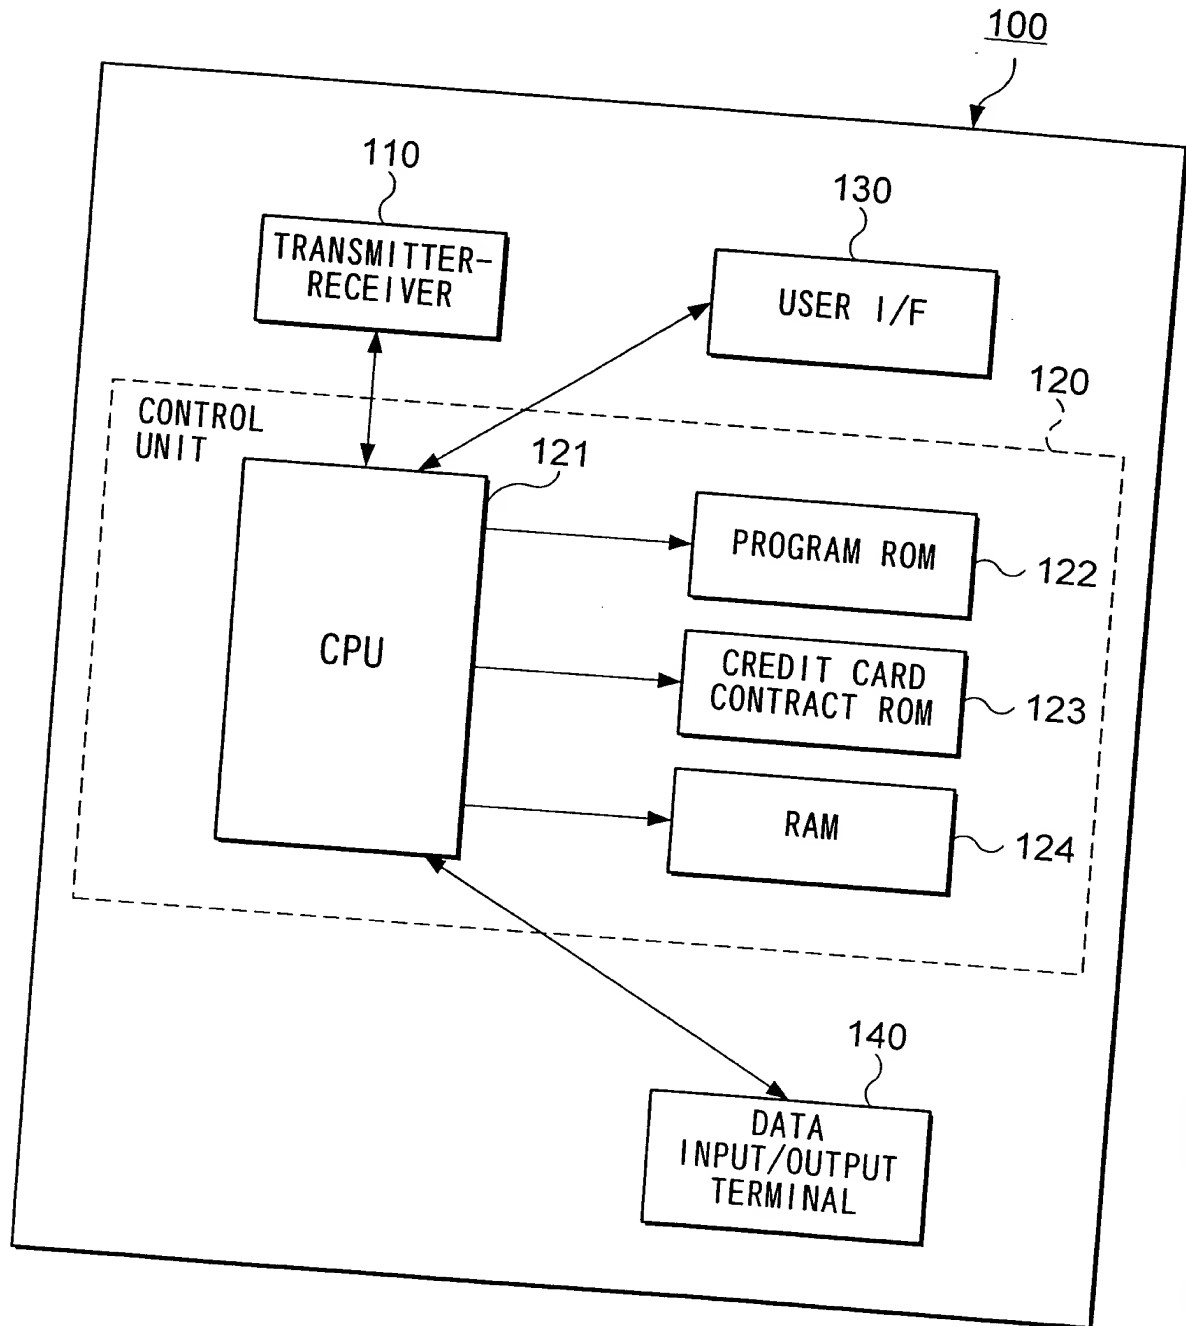 100
110
TRANSMITTER-
RECEIVER
130
USER I/F
120
CONTROL
UNIT
121
CPU
PROGRAM ROM
122
CREDIT CARD
CONTRACT ROM
123
RAM
124
140
DATA
INPUT/OUTPUT
TERMINAL